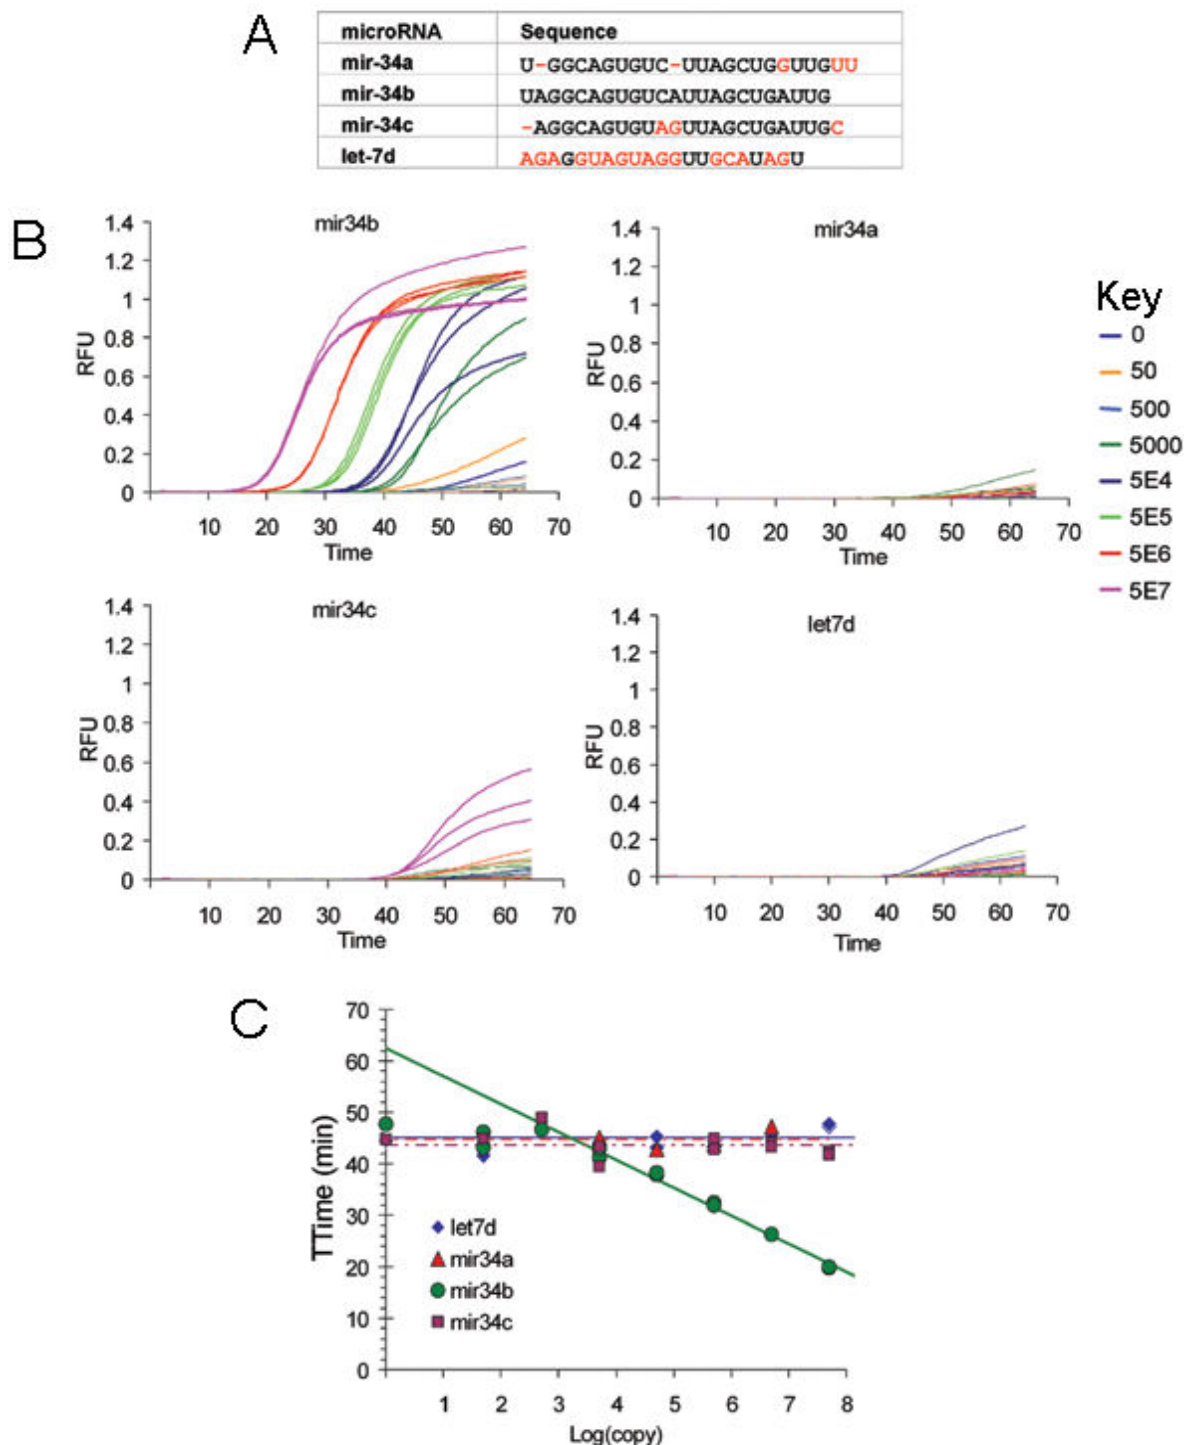 A
microRNA Sequence
mir-34a U-GGCAGUGUC-UUAGCUGGUUGUU
mir-34b UAGGCAGUGUCAUUAGCUGAUUG
mir-34c -AGGCAGUGUAGUUAGCUGAUUGC
let-7d AGAGGUAGUAGGUUGCAUAGU
B
mir34b
1.4
1.2
1
0.8
0.6
0.4
0.2
0
RFU
10 20 30 40 50 60 70
Time
mir34a
1.4
1.2
1
0.8
0.6
0.4
0.2
0
RFU
10 20 30 40 50 60 70
Time
Key
0
50
500
5000
5E4
5E5
5E6
5E7
mir34c
1.4
1.2
1
0.8
0.6
0.4
0.2
0
RFU
10 20 30 40 50 60 70
Time
let7d
1.4
1.2
1
0.8
0.6
0.4
0.2
0
RFU
10 20 30 40 50 60 70
Time
C
70
60
50
40
30
20
10
0
TTime (min)
let7d
mir34a
mir34b
mir34c
1 2 3 4 5 6 7 8
Log(copy)